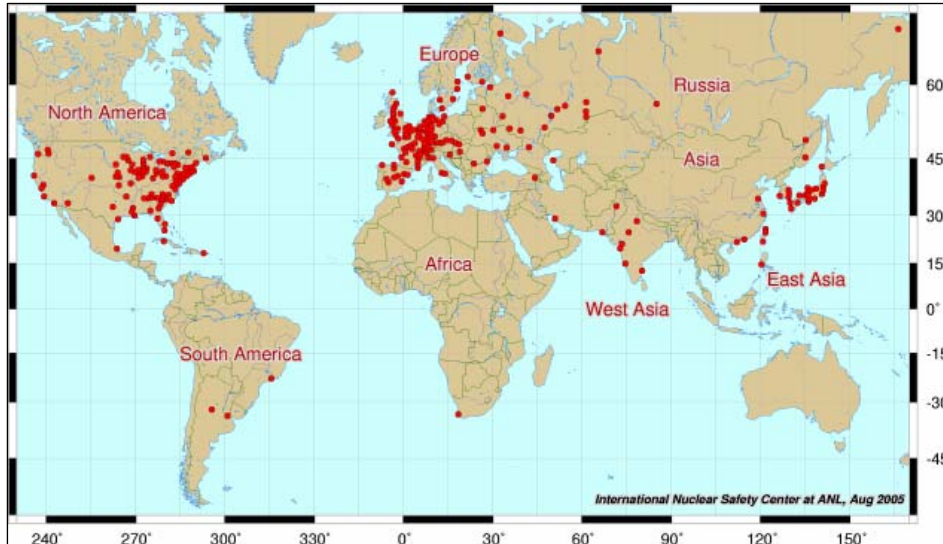 Europe
Russia
North America
Asia
Africa
East Asia
West Asia
South America
60
45
30
15
0°
-15
-30
-45
International Nuclear Safety Center at ANL, Aug 2005
240° 270° 300° 330° 0° 30° 60° 90° 120° 150°